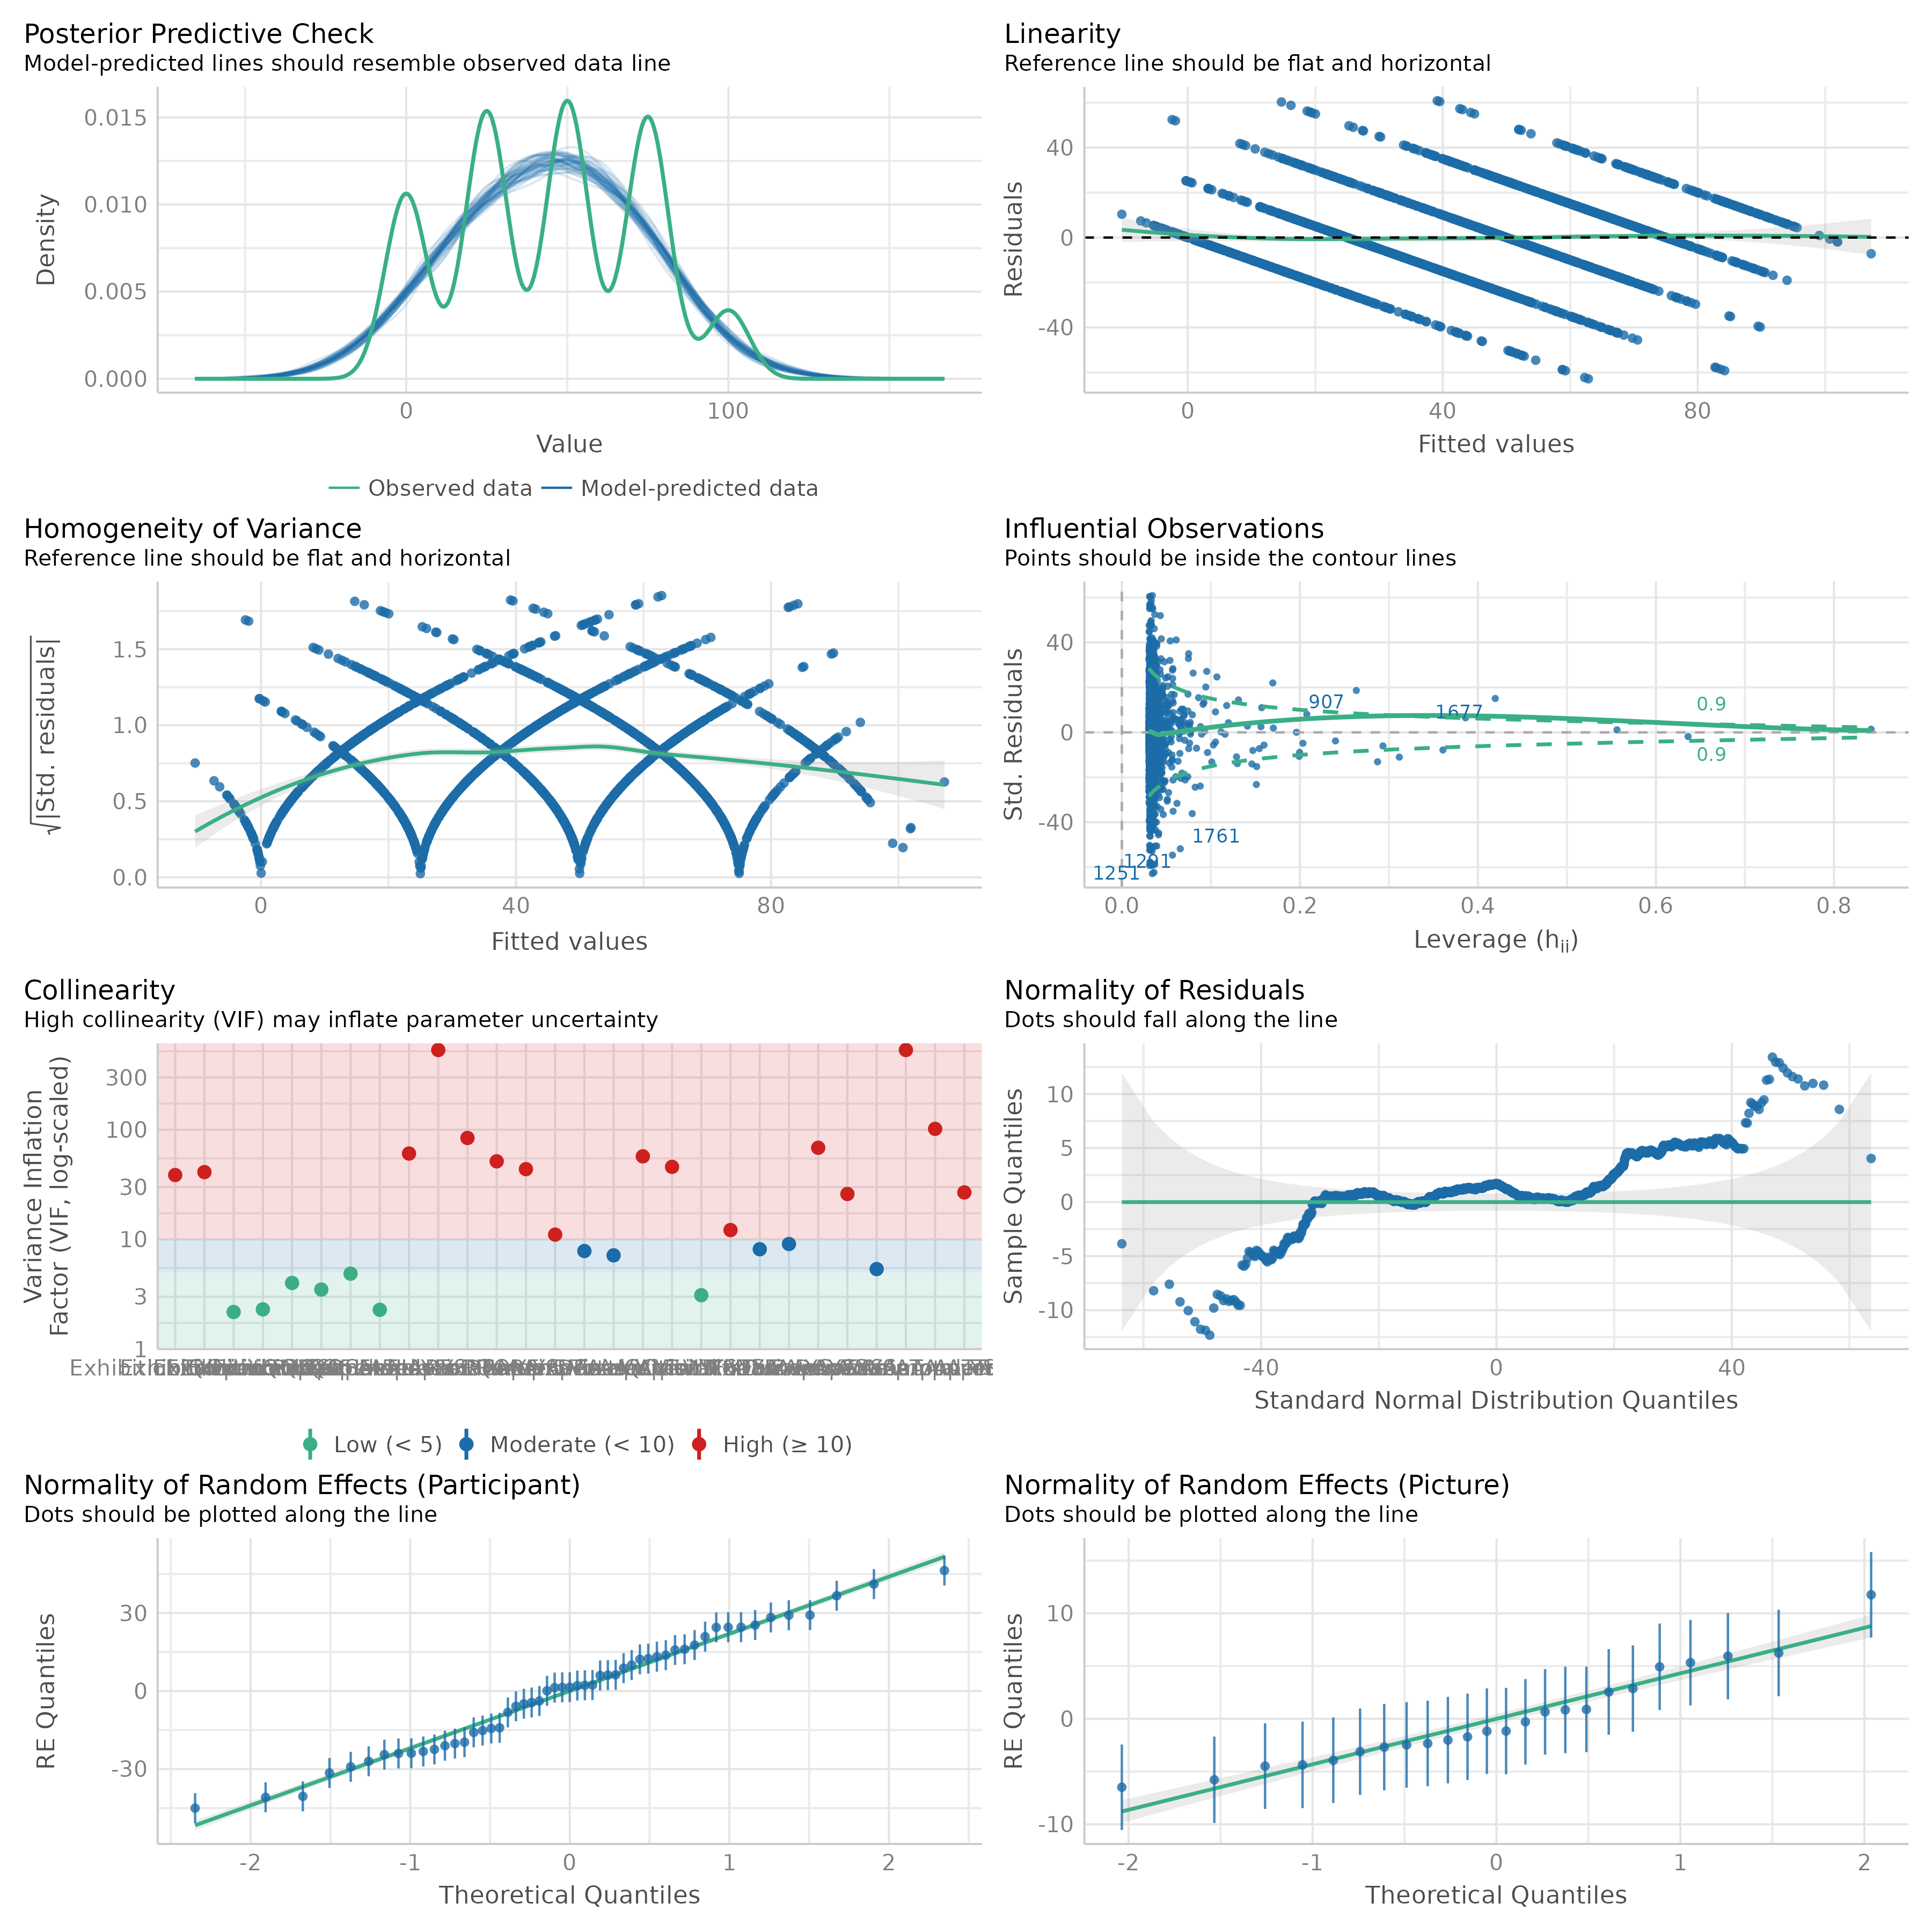 Posterior Predictive Check
Model-predicted lines should resemble observed data line
0.015
0.010
0.005
0.000
Density
0
100
Value
Observed data
Model-predicted data
Linearity
Reference line should be flat and horizontal
40
0
-40
Residuals
0
40
80
Fitted values
Homogeneity of Variance
Reference line should be flat and horizontal
1.5
1.0
0.5
0.0
√|Std. residuals|
0
40
80
Fitted values
Influential Observations
Points should be inside the contour lines
40
0
-40
Std. Residuals
907
1677
0.9
0.9
1761
1201
1251
0.0
0.2
0.4
0.6
0.8
Leverage (hii)
Collinearity
High collinearity (VIF) may inflate parameter uncertainty
300
100
30
10
3
1
Variance Inflation
Factor (VIF, log-scaled)
Low (< 5)
Moderate (< 10)
High (≥ 10)
Normality of Residuals
Dots should fall along the line
10
5
0
-5
-10
Sample Quantiles
-40
0
40
Standard Normal Distribution Quantiles
Normality of Random Effects (Participant)
Dots should be plotted along the line
30
0
-30
RE Quantiles
-2
-1
0
1
2
Theoretical Quantiles
Normality of Random Effects (Picture)
Dots should be plotted along the line
10
0
-10
RE Quantiles
-2
-1
0
1
2
Theoretical Quantiles